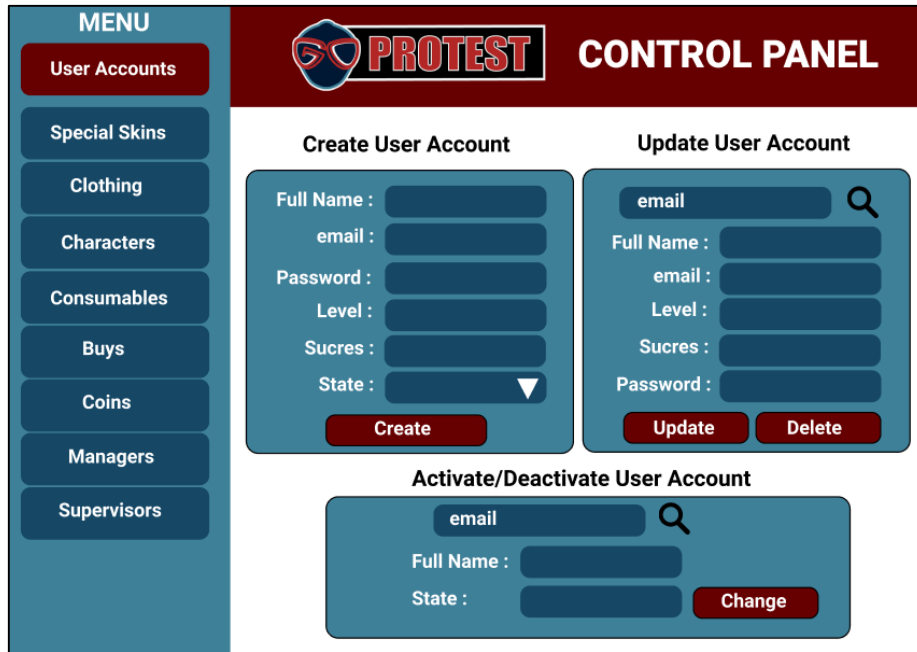 MENU
User Accounts
Special Skins
Clothing
Characters
Consumables
Buys
Coins
Managers
Supervisors
GO PROTEST
CONTROL PANEL
Create User Account
Full Name :
email :
Password :
Level :
Sucres :
State :
Create
Update User Account
email
Full Name :
email :
Level :
Sucres :
Password :
Update
Delete
Activate/Deactivate User Account
email
Full Name :
State :
Change